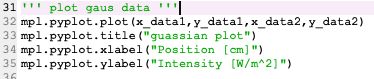 31 ''' plot gaus data '''
32 mpl.pyplot.plot(x_data1,y_data1,x_data2,y_data2)
33 mpl.pyplot.title("guassian plot")
34 mpl.pyplot.xlabel("Position [cm]")
35 mpl.pyplot.ylabel("Intensity [W/m^2]")
36